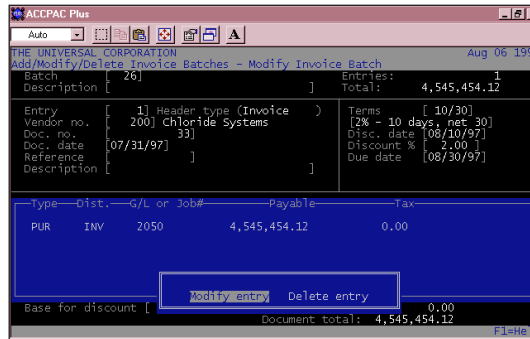 ACCPAC Plus
Auto
A
THE UNIVERSAL CORPORATION Aug 06 199
Add/Modify/Delete Invoice Batches - Modify Invoice Batch
Batch [ 26] Entries: 1
Description [ ] Total: 4,545,454.12
Entry [ 1] Header type (Invoice ) Terms [ 10/30]
Vendor no. [ 200] Chloride Systems [2% - 10 days, net 30]
Doc. no. [ 33] Disc. date [08/10/97]
Doc. date [07/31/97] Discount % [ 2.00 ]
Reference [ ] Due date [08/30/97]
Description [ ]
Type Dist. G/L or Job# Payable Tax
PUR INV 2050 4,545,454.12 0.00
Modify entry Delete entry
Base for discount [ 0.00
Document total: 4,545,454.12
F1=He